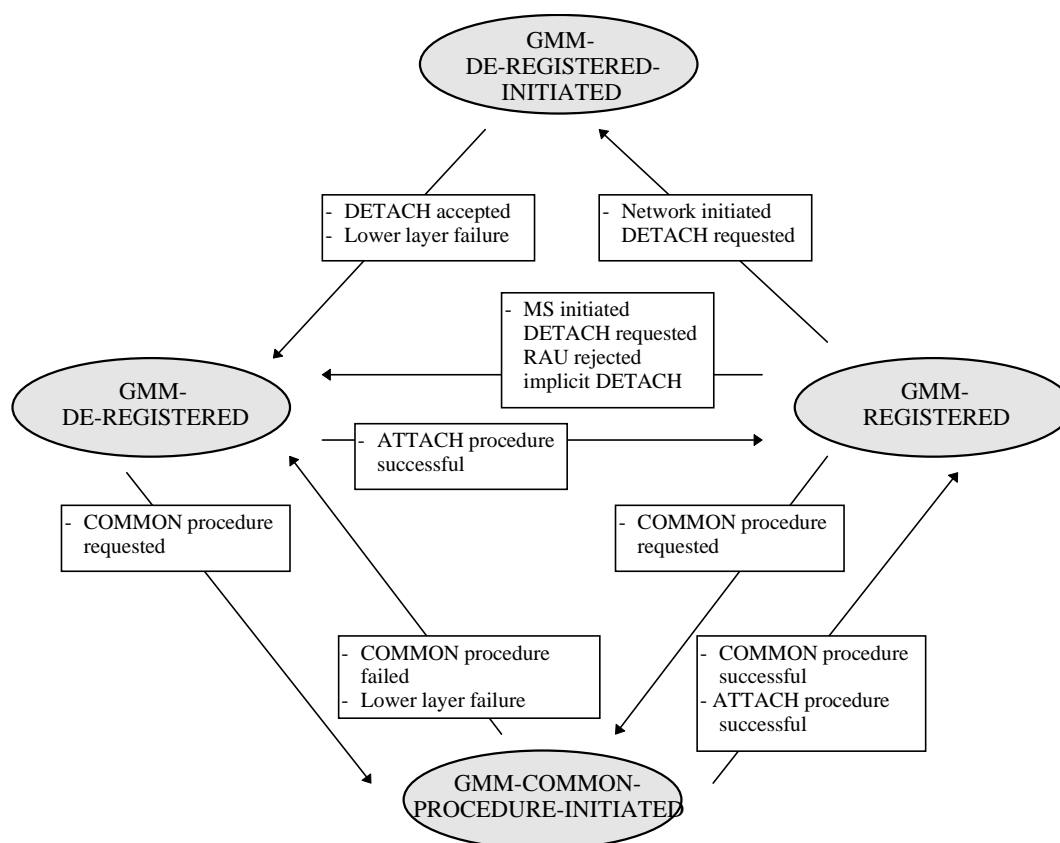 GMM-
DE-REGISTERED-
INITIATED
- DETACH accepted
- Lower layer failure
- Network initiated
DETACH requested
- MS initiated
DETACH requested
RAU rejected
implicit DETACH
GMM-
DE-REGISTERED
GMM-
REGISTERED
- ATTACH procedure
successful
- COMMON procedure
requested
- COMMON procedure
requested
- COMMON procedure
failed
- Lower layer failure
- COMMON procedure
successful
- ATTACH procedure
successful
GMM-COMMON-
PROCEDURE-INITIATED